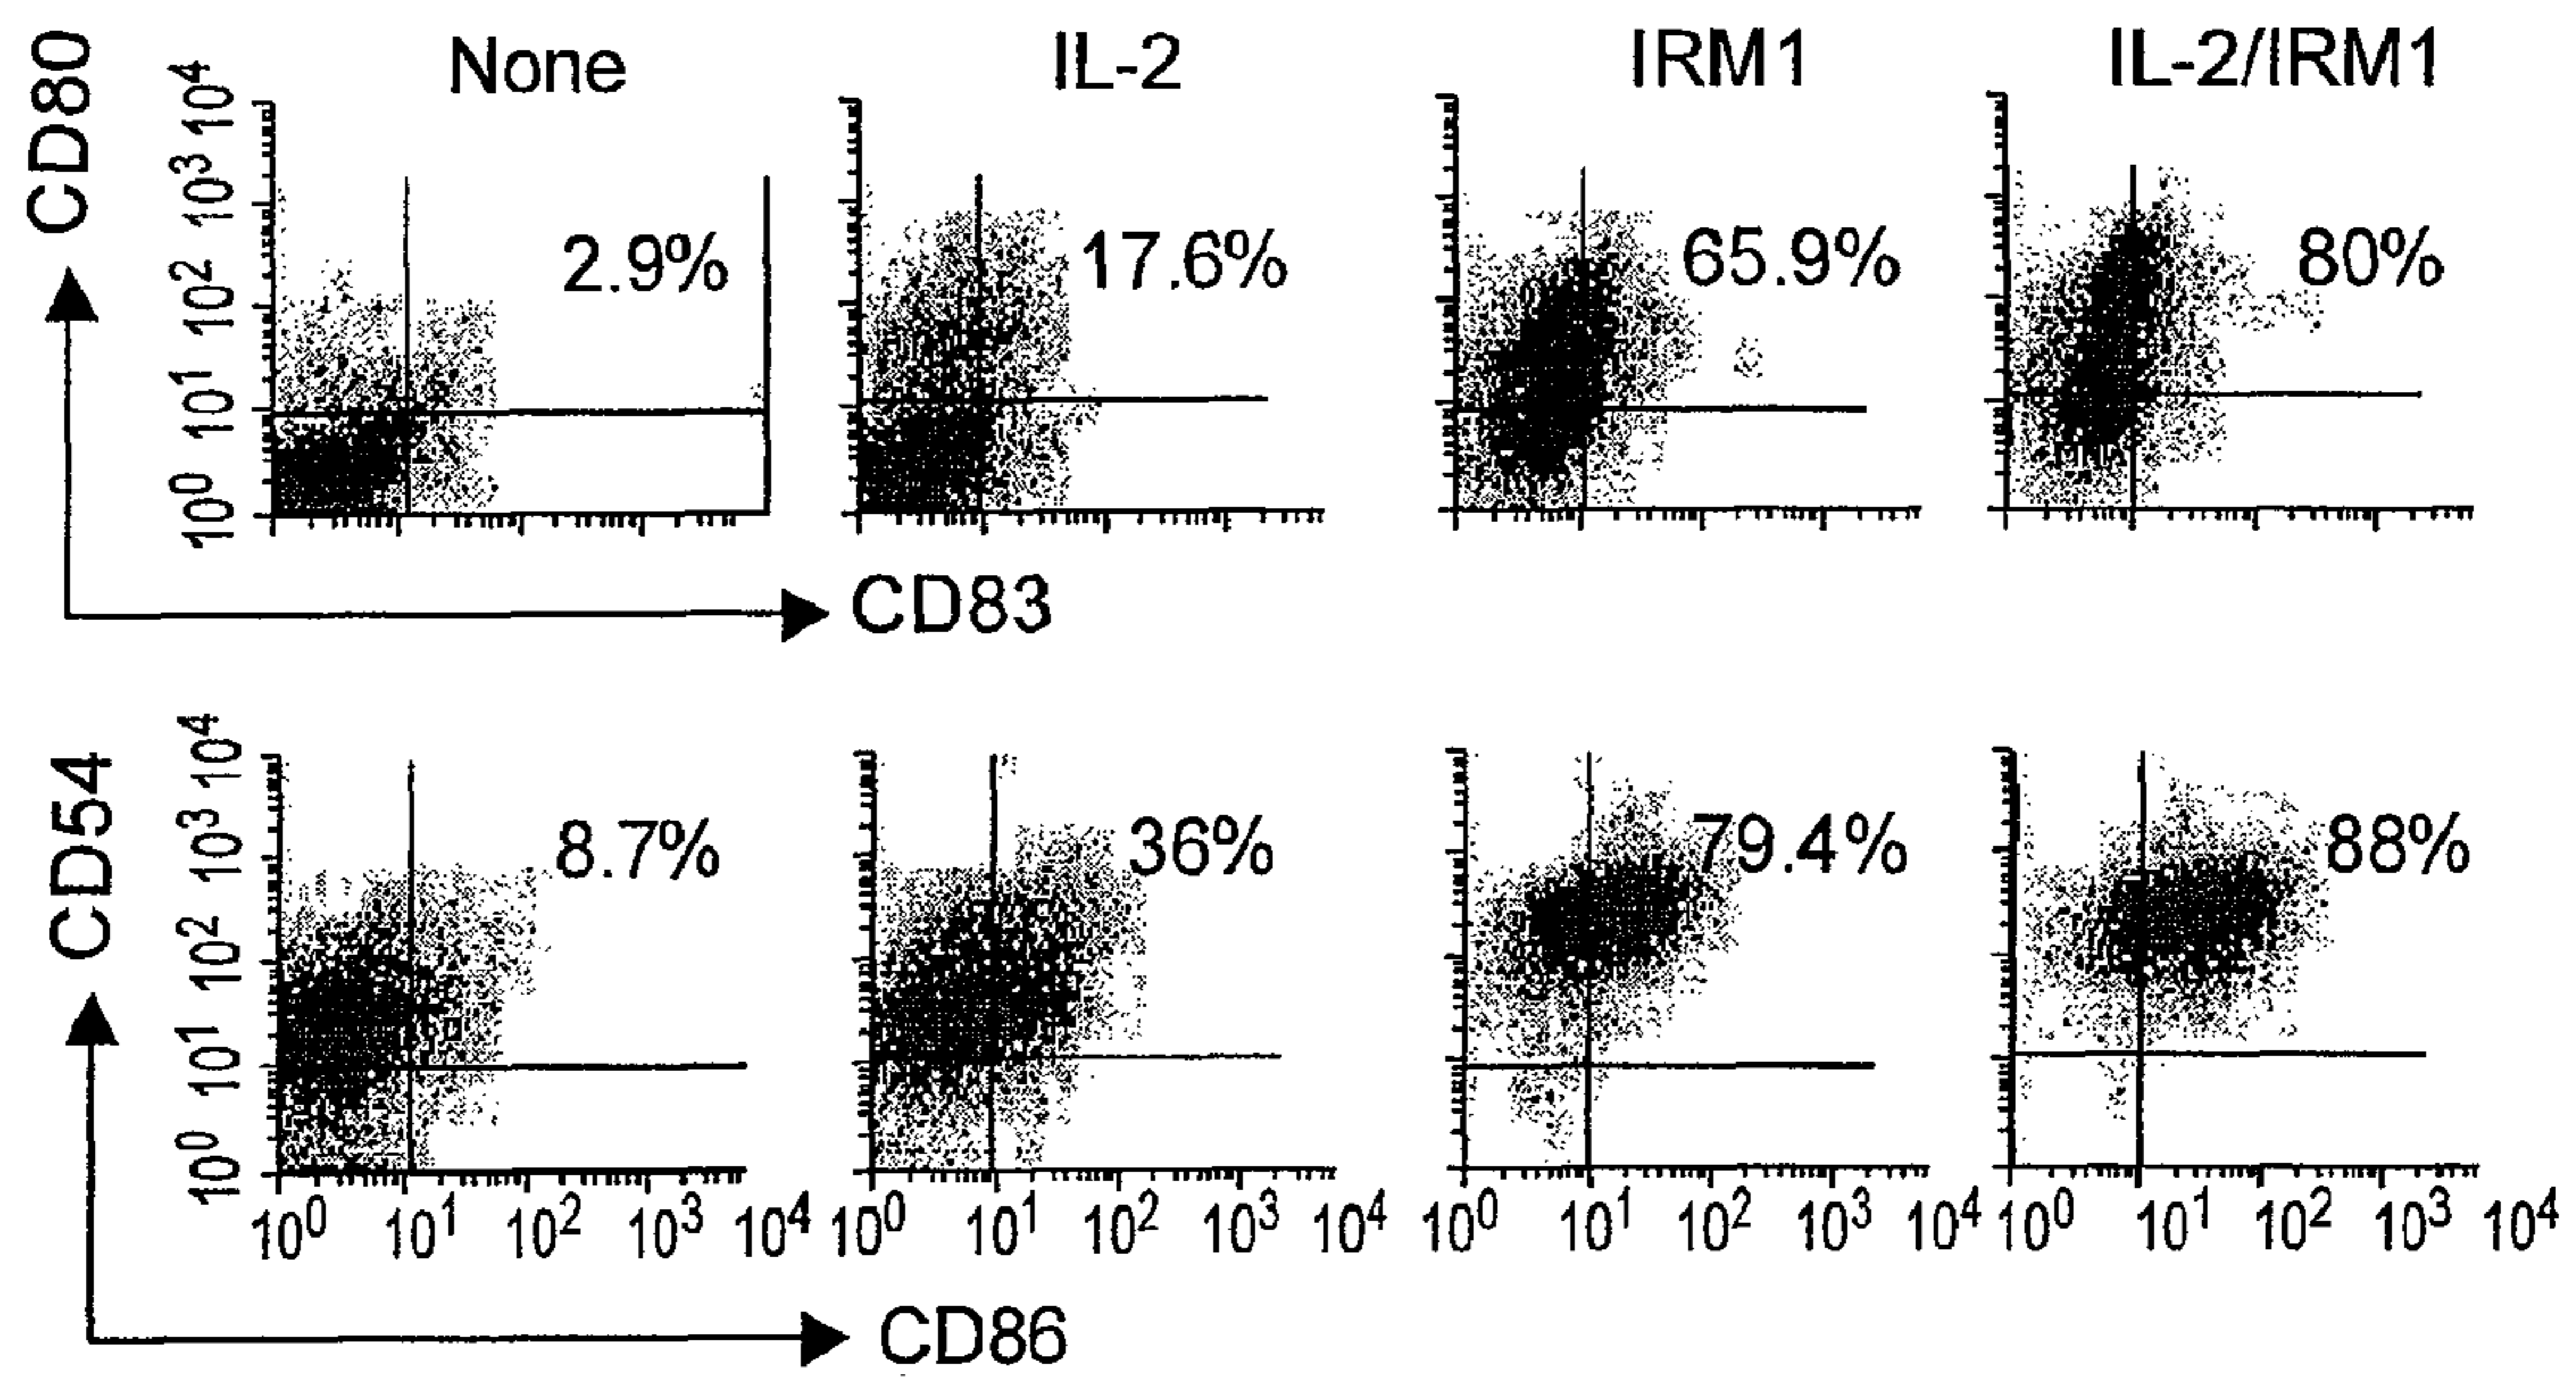 None IL-2 IRM1 IL-2/IRM1
CD80
10⁴
10³
10²
10¹
10⁰
2.9% 17.6% 65.9% 80%
CD83
CD54
10⁴
10³
10²
10¹
10⁰
8.7% 36% 79.4% 88%
10⁰ 10¹ 10² 10³ 10⁴ 10⁰ 10¹ 10² 10³ 10⁴ 10⁰ 10¹ 10² 10³ 10⁴ 10⁰ 10¹ 10² 10³ 10⁴
CD86